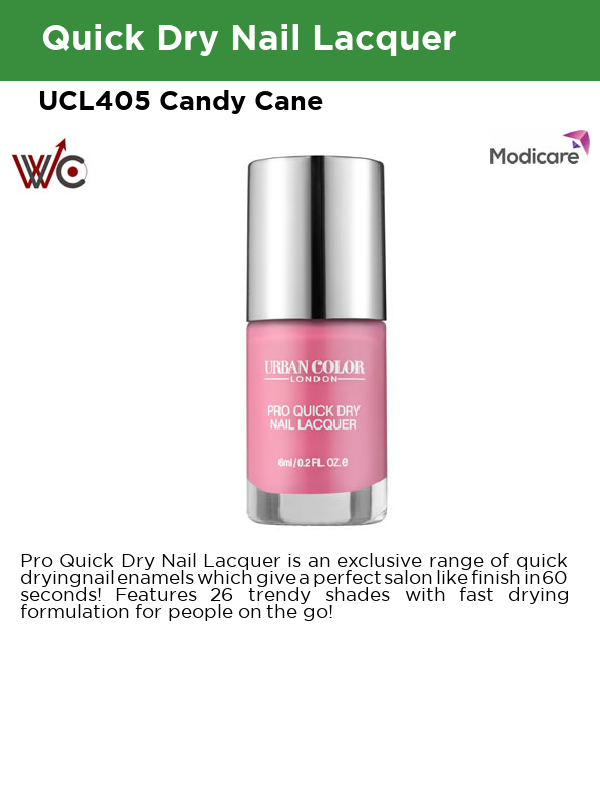 Quick Dry Nail Lacquer
UCL405 Candy Cane
WC
Modicare
URBAN COLOR
LONDON
PRO QUICK DRY
NAIL LACQUER
6ml/0.2 FL. OZ. e
Pro Quick Dry Nail Lacquer is an exclusive range of quick
dryingnail enamels which give a perfect salon like finish in 60
seconds! Features 26 trendy shades with fast drying
formulation for people on the go!